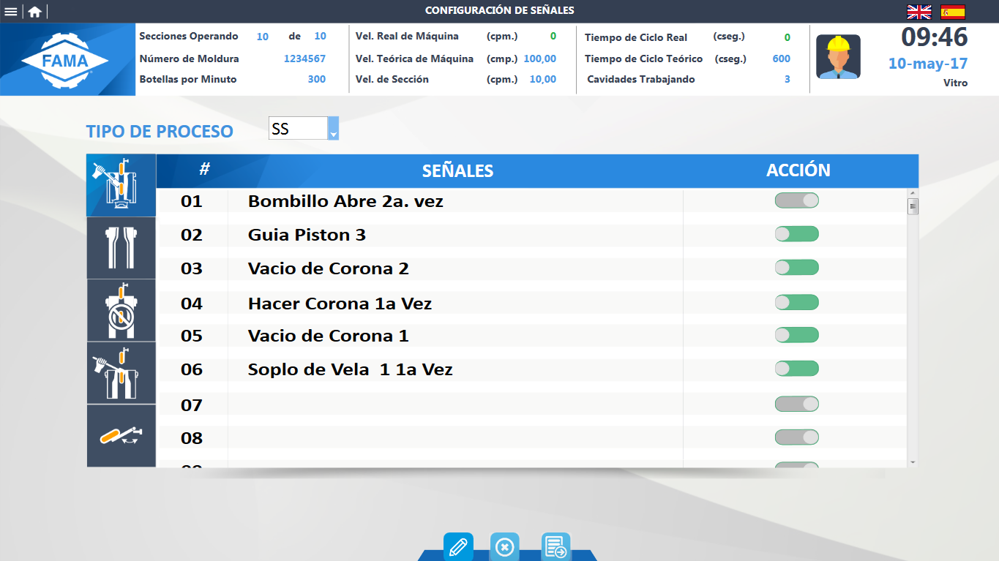 CONFIGURACIÓN DE SEÑALES
FAMA
Secciones Operando 10 de 10
Número de Moldura 1234567
Botellas por Minuto 300
Vel. Real de Máquina (cpm.) 0
Vel. Teórica de Máquina (cmp.) 100,00
Vel. de Sección (cpm.) 10,00
Tiempo de Ciclo Real (cseg.) 0
Tiempo de Ciclo Teórico (cseg.) 600
Cavidades Trabajando 3
09:46
10-may-17
Vitro
TIPO DE PROCESO SS
# SEÑALES ACCIÓN
01 Bombillo Abre 2a. vez
02 Guia Piston 3
03 Vacio de Corona 2
04 Hacer Corona 1a Vez
05 Vacio de Corona 1
06 Soplo de Vela 1 1a Vez
07
08